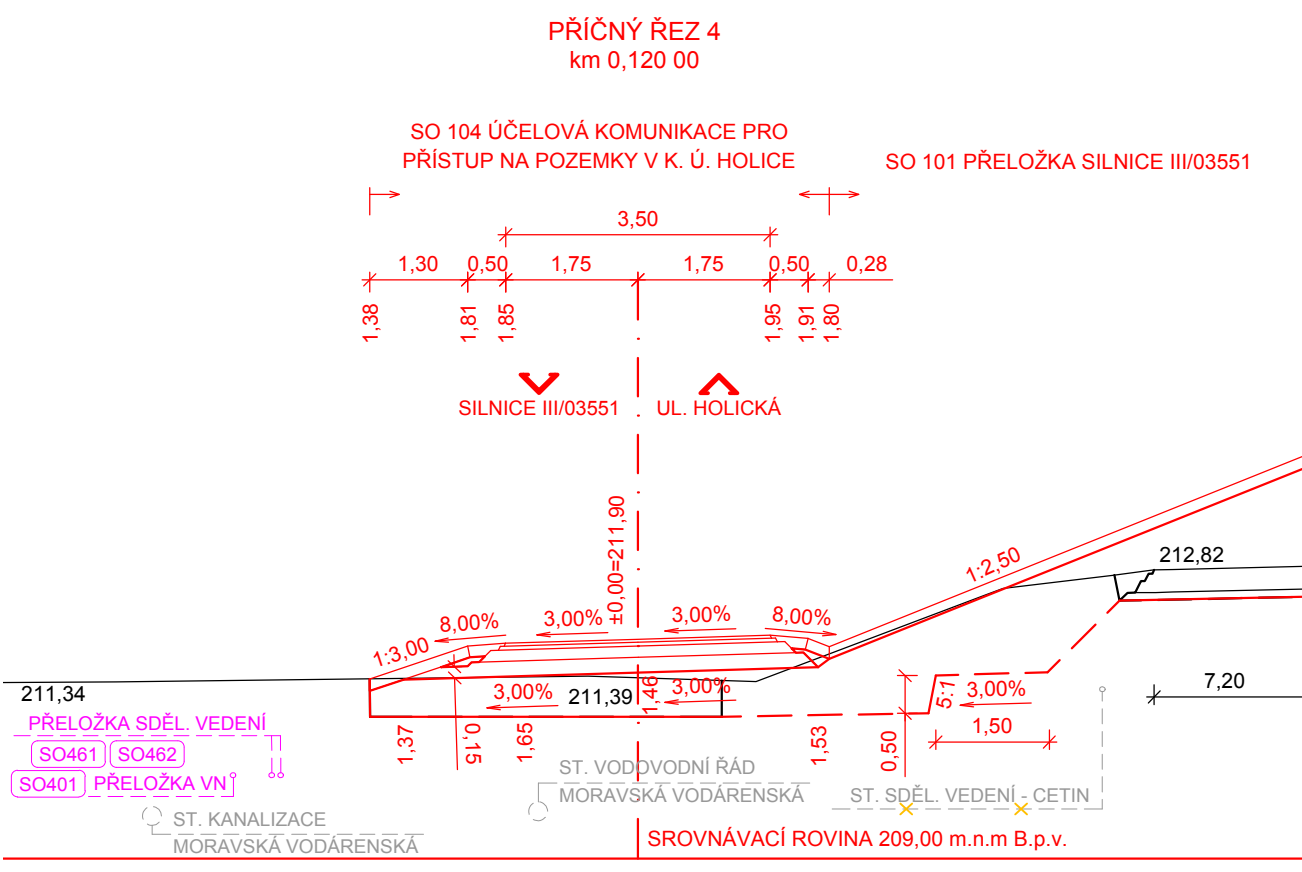 PŘÍČNÝ ŘEZ 4
km 0,120 00
SO 104 ÚČELOVÁ KOMUNIKACE PRO
PŘÍSTUP NA POZEMKY V K. Ú. HOLICE
SO 101 PŘELOŽKA SILNICE III/03551
3,50
1,30 0,50 1,75 1,75 0,50 0,28
1,38 1,81 1,85 1,95 1,91 1,80
SILNICE III/03551 UL. HOLICKÁ
±0,00=211,90
1:2,50
212,82
8,00% 3,00% 3,00% 8,00%
1:3,00
211,34
3,00% 211,39 1,46 3,00%
5:1 3,00%
7,20
1,37 0,15 1,65 1,53 0,50 1,50
PŘELOŽKA SDĚL. VEDENÍ
SO461 SO462
SO401 PŘELOŽKA VN
ST. VODOVODNÍ ŘÁD
MORAVSKÁ VODÁRENSKÁ
ST. SDĚL. VEDENÍ - CETIN
ST. KANALIZACE
MORAVSKÁ VODÁRENSKÁ
SROVNÁVACÍ ROVINA 209,00 m.n.m B.p.v.